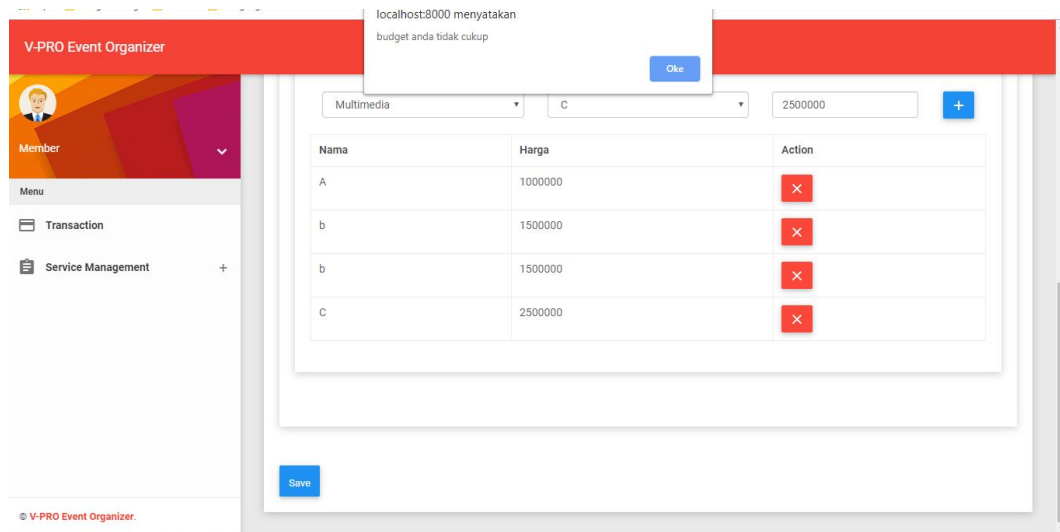 localhost:8000 menyatakan
budget anda tidak cukup
Oke
V-PRO Event Organizer
Member
Menu
Transaction
Service Management +
Multimedia C 2500000 +
Nama Harga Action
A 1000000
b 1500000
b 1500000
C 2500000
Save
© V-PRO Event Organizer.